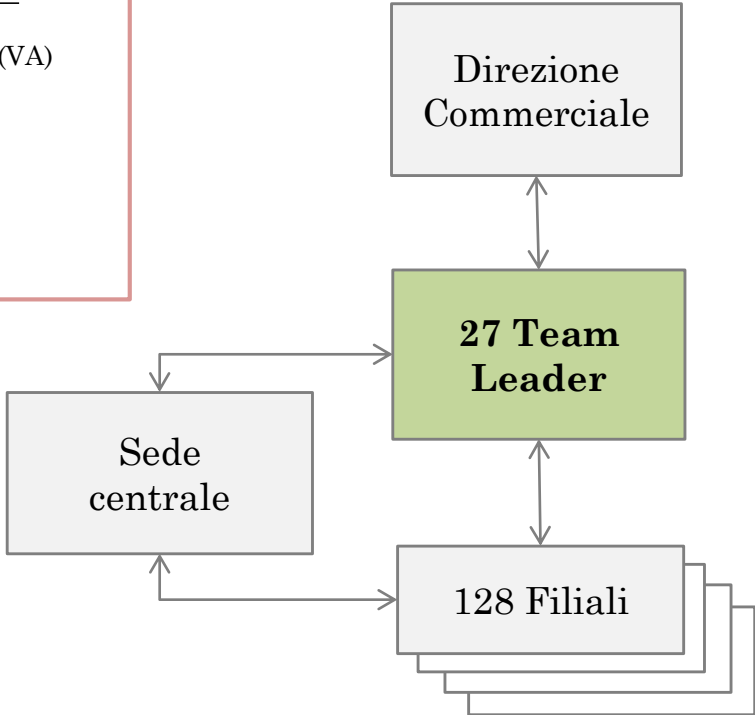 (VA)
Direzione
Commerciale
27 Team
Leader
Sede
centrale
128 Filiali